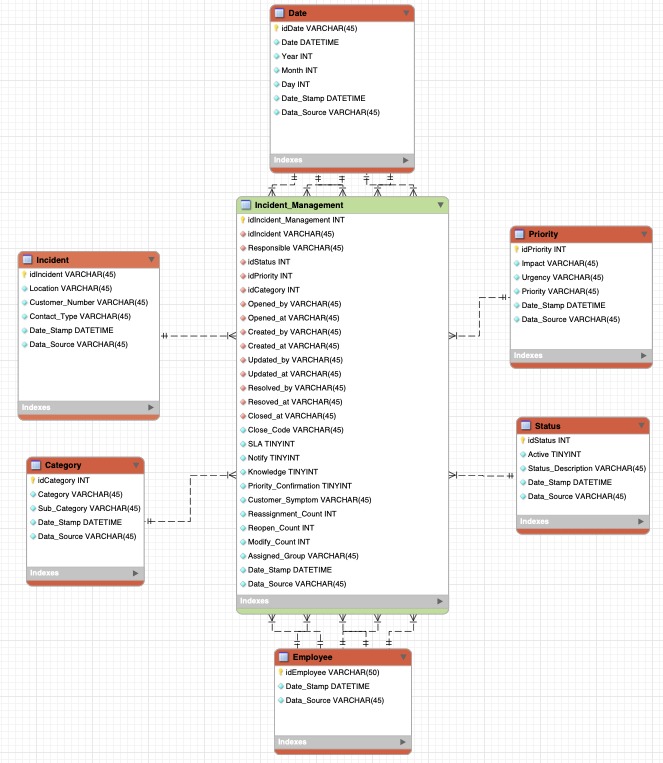 Date
idDate VARCHAR(45)
Date DATETIME
Year INT
Month INT
Day INT
Date_Stamp DATETIME
Data_Source VARCHAR(45)
Indexes
Incident_Management
idIncident_Management INT
idIncident VARCHAR(45)
Responsible VARCHAR(45)
idStatus INT
idPriority INT
idCategory INT
Opened_by VARCHAR(45)
Opened_at VARCHAR(45)
Created_by VARCHAR(45)
Created_at VARCHAR(45)
Updated_by VARCHAR(45)
Updated_at VARCHAR(45)
Resolved_by VARCHAR(45)
Resoved_at VARCHAR(45)
Closed_at VARCHAR(45)
Close_Code VARCHAR(45)
SLA TINYINT
Notify TINYINT
Knowledge TINYINT
Priority_Confirmation TINYINT
Customer_Symptom VARCHAR(45)
Reassignment_Count INT
Reopen_Count INT
Modify_Count INT
Assigned_Group VARCHAR(45)
Date_Stamp DATETIME
Data_Source VARCHAR(45)
Indexes
Incident
idIncident VARCHAR(45)
Location VARCHAR(45)
Customer_Number VARCHAR(45)
Contact_Type VARCHAR(45)
Date_Stamp DATETIME
Data_Source VARCHAR(45)
Indexes
Priority
idPriority INT
Impact VARCHAR(45)
Urgency VARCHAR(45)
Priority VARCHAR(45)
Date_Stamp DATETIME
Data_Source VARCHAR(45)
Indexes
Category
idCategory INT
Category VARCHAR(45)
Sub_Category VARCHAR(45)
Date_Stamp DATETIME
Data_Source VARCHAR(45)
Indexes
Status
idStatus INT
Active TINYINT
Status_Description VARCHAR(45)
Date_Stamp DATETIME
Data_Source VARCHAR(45)
Indexes
Employee
idEmployee VARCHAR(50)
Date_Stamp DATETIME
Data_Source VARCHAR(45)
Indexes